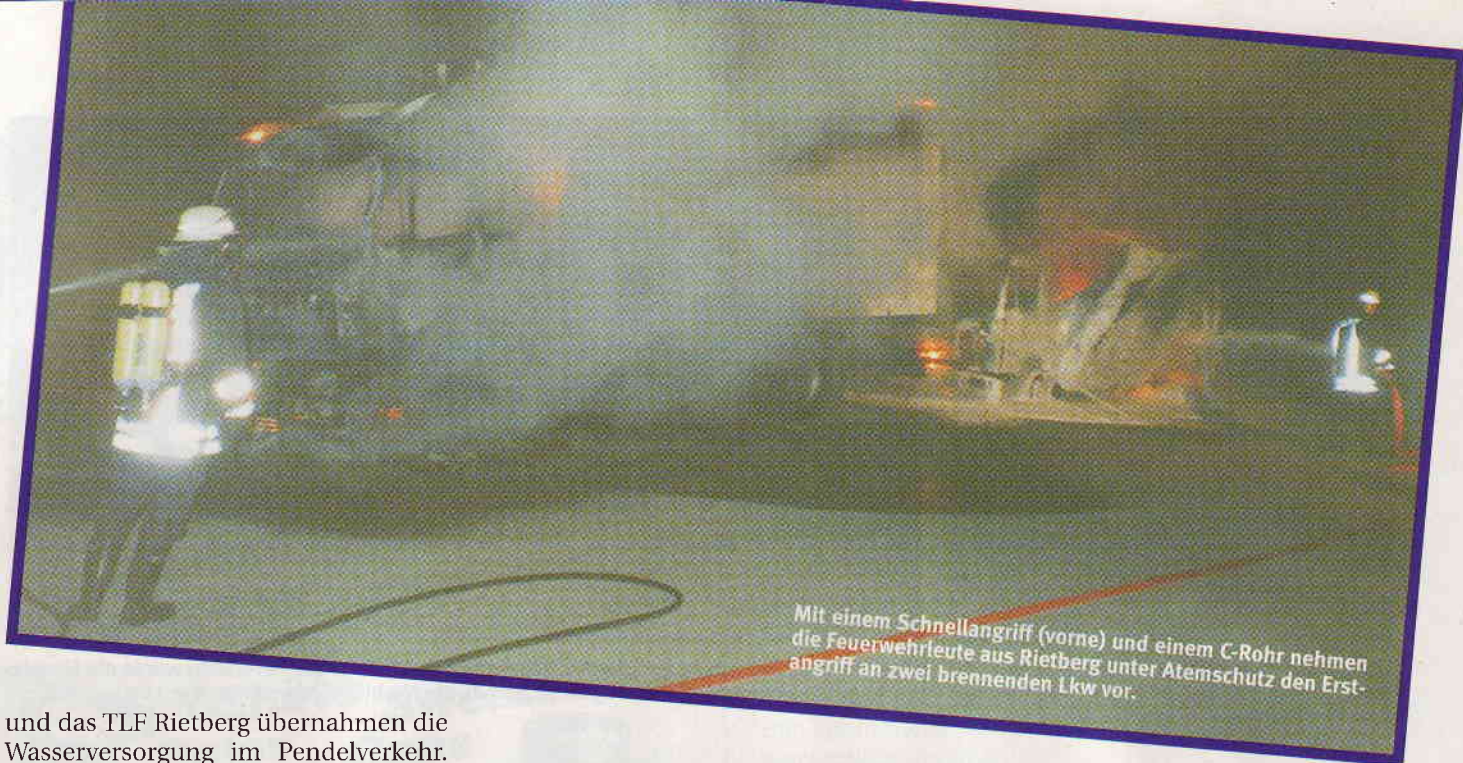 Mit einem Schnellangriff (vorne) und einem C-Rohr nehmen
die Feuerwehrleute aus Rietberg unter Atemschutz den Erst-
angriff an zwei brennenden Lkw vor.
und das TLF Rietberg übernahmen die
Wasserversorgung im Pendelverkehr.